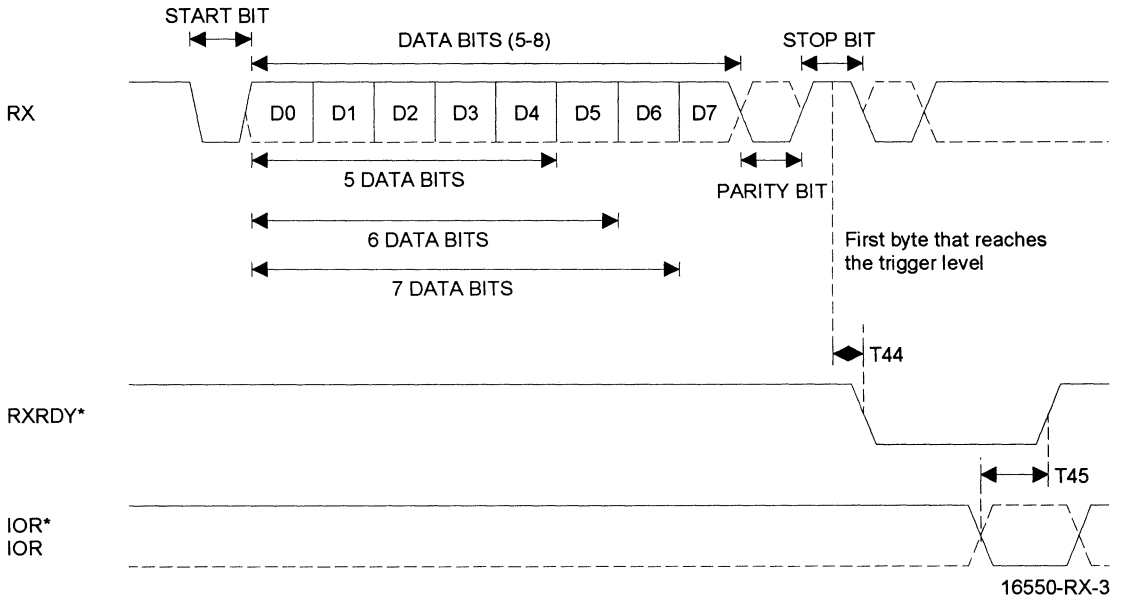 START BIT
DATA BITS (5-8)
STOP BIT
RX
D0 D1 D2 D3 D4 D5 D6 D7
5 DATA BITS
PARITY BIT
6 DATA BITS
First byte that reaches
the trigger level
7 DATA BITS
T44
RXRDY*
T45
IOR*
IOR
16550-RX-3